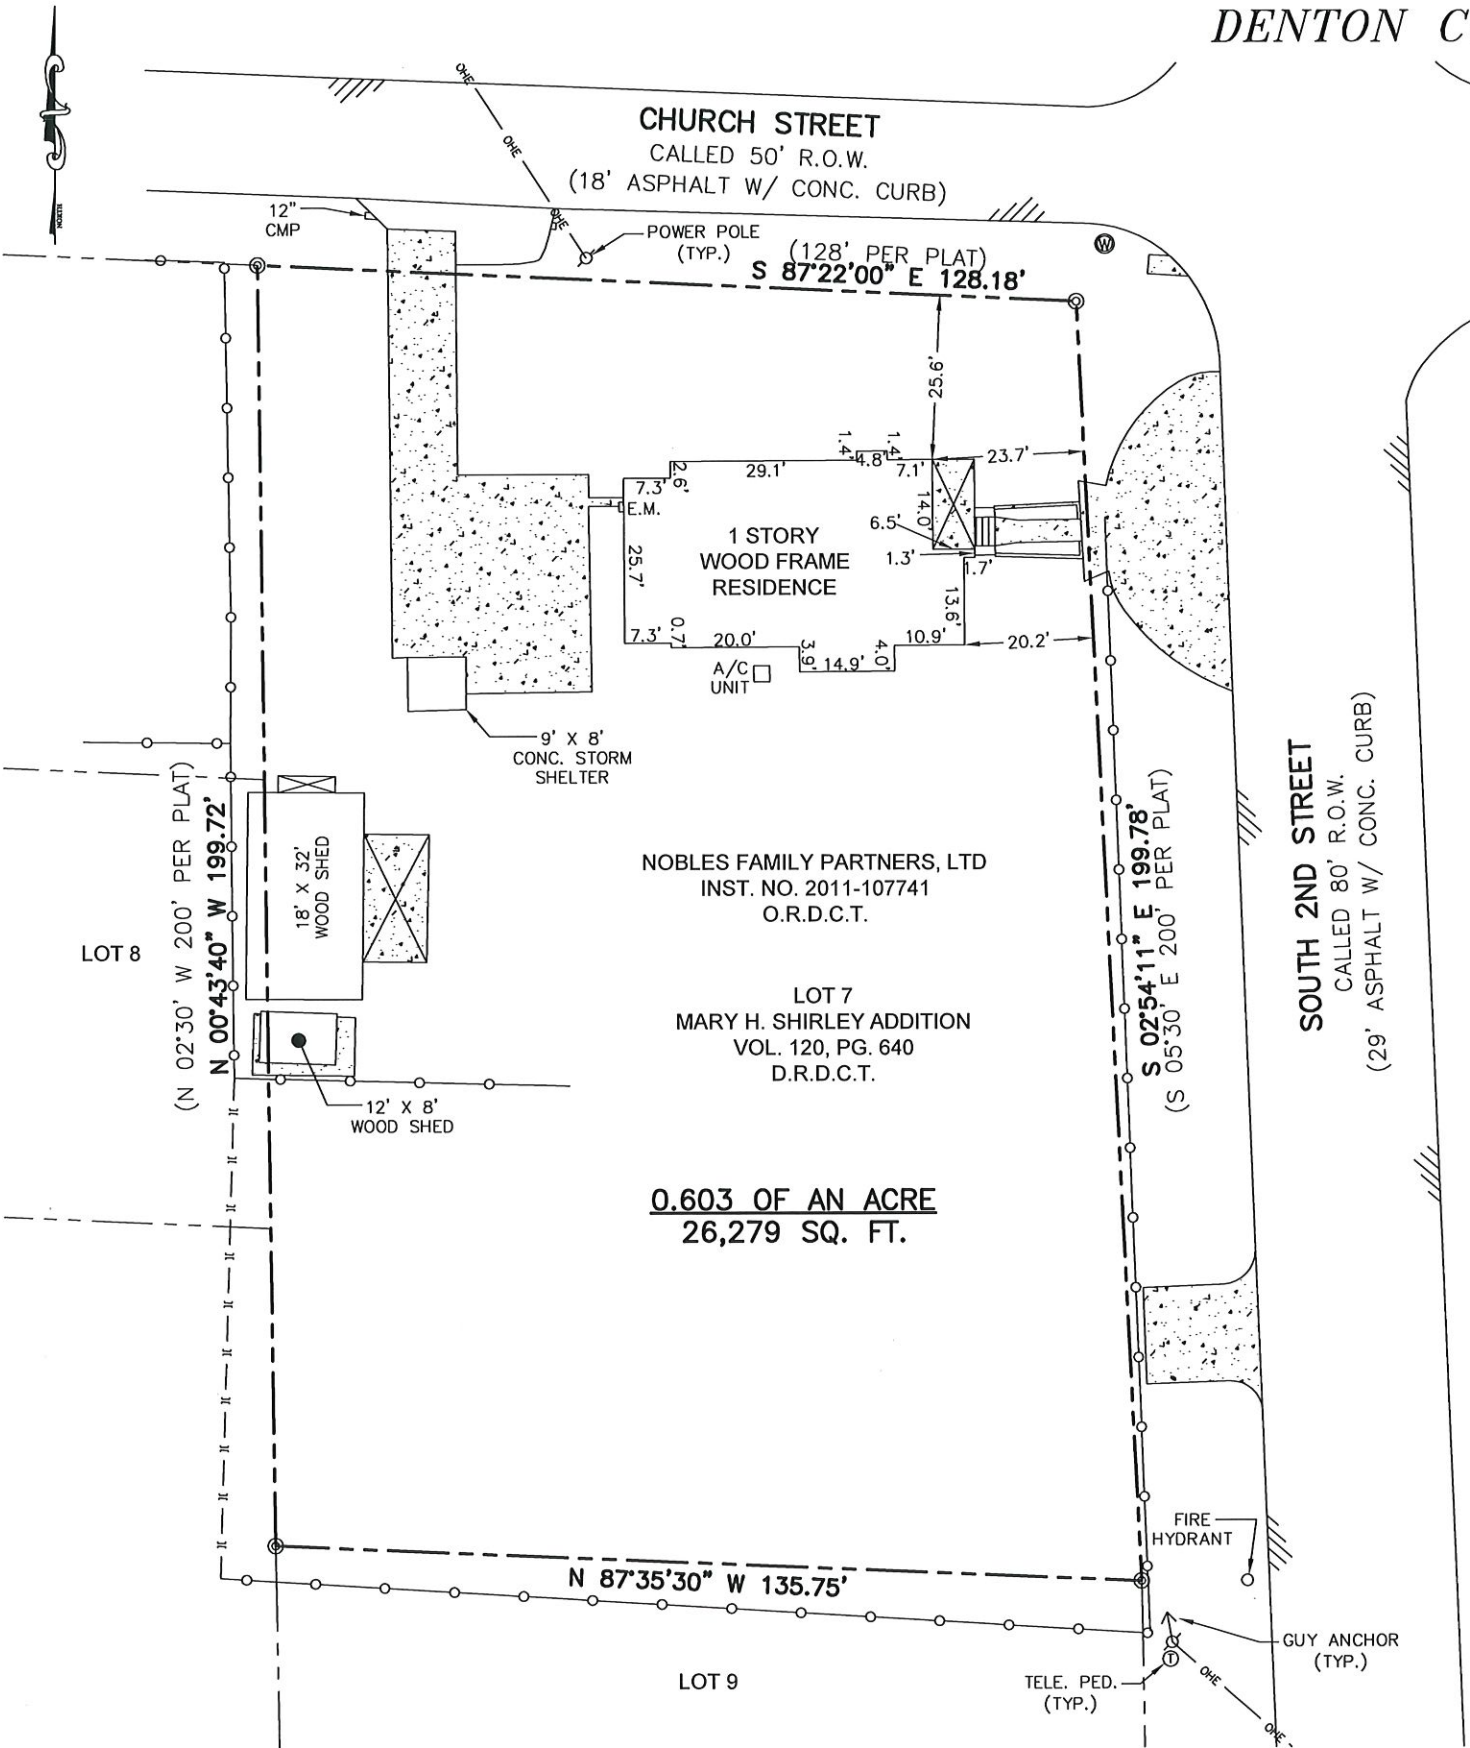 DENTON C
OHE
OHE
OHE
CHURCH STREET
CALLED 50' R.O.W.
(18' ASPHALT W/ CONC. CURB)
12"
CMP
POWER POLE
(TYP.)
(128' PER PLAT)
S 87°22'00" E 128.18'
W
25.6'
1.4'
4.8'
1.4'
7.1'
23.7'
29.1'
2.6'
7.3'
E.M.
14.0'
6.5'
1.3'
1.7'
1 STORY
WOOD FRAME
RESIDENCE
25.7'
13.6'
7.3'
0.7'
20.0'
3.9'
14.9'
4.0'
10.9'
20.2'
A/C
UNIT
9' X 8'
CONC. STORM
SHELTER
(N 02°30' W 200' PER PLAT)
N 00°43'40" W 199.72'
18' X 32'
WOOD SHED
LOT 8
NOBLES FAMILY PARTNERS, LTD
INST. NO. 2011-107741
O.R.D.C.T.
LOT 7
MARY H. SHIRLEY ADDITION
VOL. 120, PG. 640
D.R.D.C.T.
S 02°54'11" E 199.78'
(S 05°30' E 200' PER PLAT)
SOUTH 2ND STREET
CALLED 80' R.O.W.
(29' ASPHALT W/ CONC. CURB)
12' X 8'
WOOD SHED
0.603 OF AN ACRE
26,279 SQ. FT.
FIRE
HYDRANT
N 87°35'30" W 135.75'
GUY ANCHOR
(TYP.)
LOT 9
TELE. PED.
(TYP.)
T
OHE
OHE